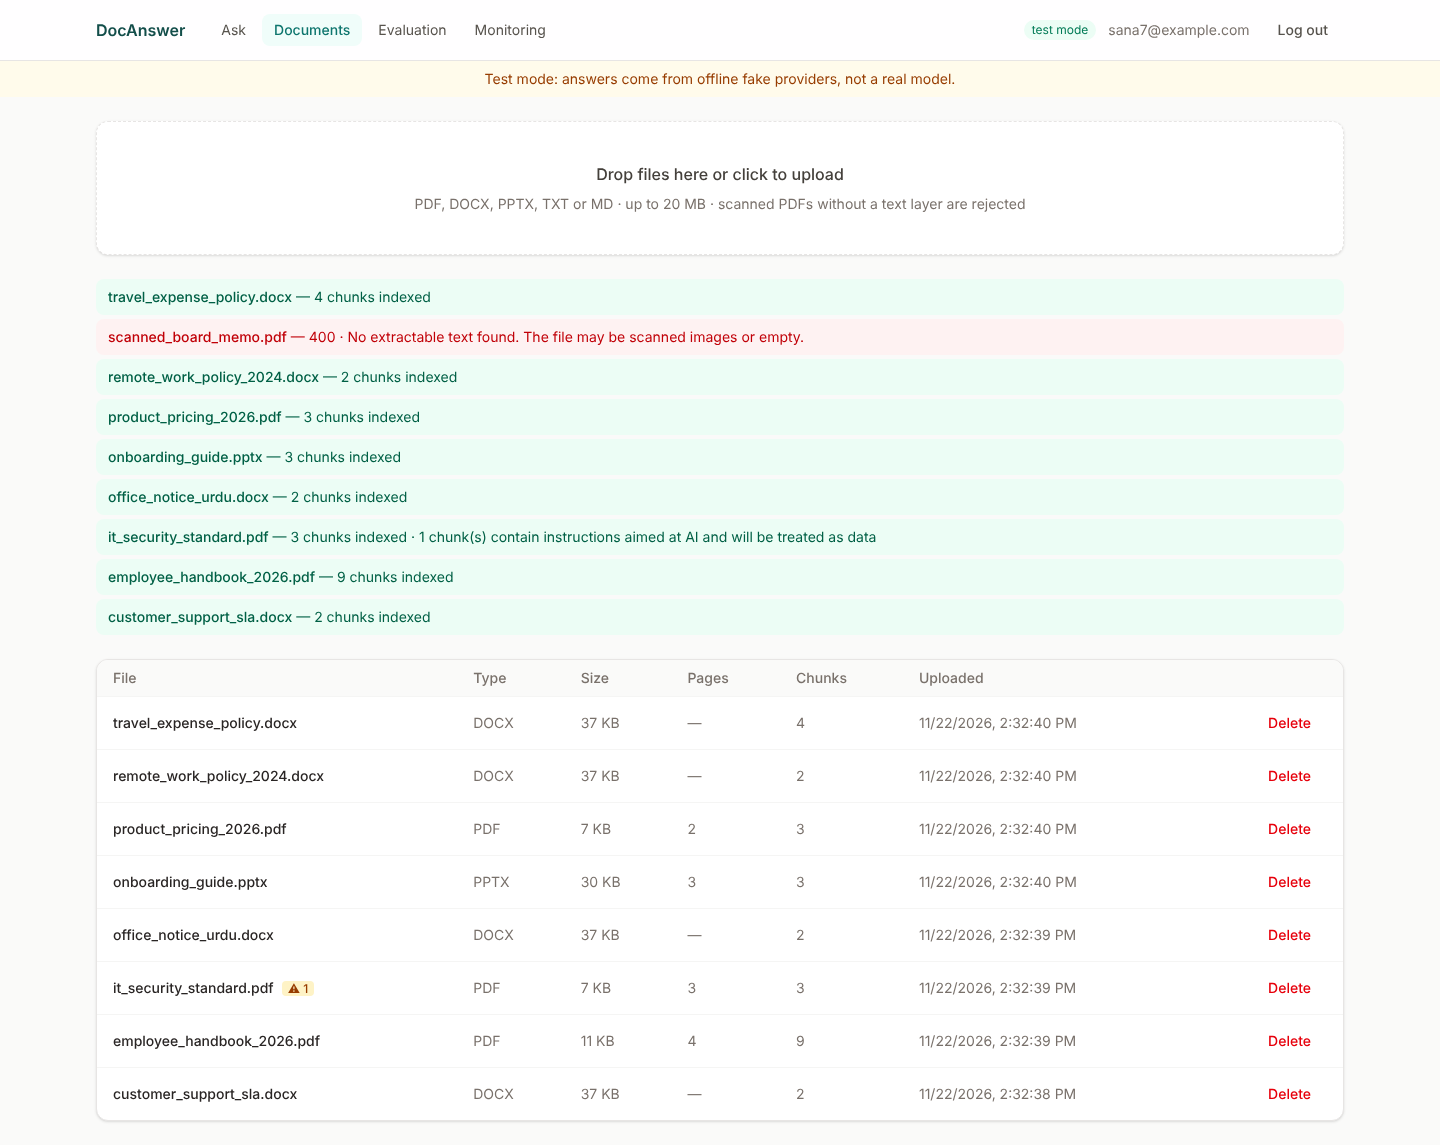 DocAnswer Ask Documents Evaluation Monitoring test mode sana7@example.com Log out
Test mode: answers come from offline fake providers, not a real model.
Drop files here or click to upload
PDF, DOCX, PPTX, TXT or MD · up to 20 MB · scanned PDFs without a text layer are rejected
travel_expense_policy.docx — 4 chunks indexed
scanned_board_memo.pdf — 400 · No extractable text found. The file may be scanned images or empty.
remote_work_policy_2024.docx — 2 chunks indexed
product_pricing_2026.pdf — 3 chunks indexed
onboarding_guide.pptx — 3 chunks indexed
office_notice_urdu.docx — 2 chunks indexed
it_security_standard.pdf — 3 chunks indexed · 1 chunk(s) contain instructions aimed at AI and will be treated as data
employee_handbook_2026.pdf — 9 chunks indexed
customer_support_sla.docx — 2 chunks indexed
File Type Size Pages Chunks Uploaded
travel_expense_policy.docx DOCX 37 KB — 4 11/22/2026, 2:32:40 PM Delete
remote_work_policy_2024.docx DOCX 37 KB — 2 11/22/2026, 2:32:40 PM Delete
product_pricing_2026.pdf PDF 7 KB 2 3 11/22/2026, 2:32:40 PM Delete
onboarding_guide.pptx PPTX 30 KB 3 3 11/22/2026, 2:32:40 PM Delete
office_notice_urdu.docx DOCX 37 KB — 2 11/22/2026, 2:32:39 PM Delete
it_security_standard.pdf ⚠ 1 PDF 7 KB 3 3 11/22/2026, 2:32:39 PM Delete
employee_handbook_2026.pdf PDF 11 KB 4 9 11/22/2026, 2:32:39 PM Delete
customer_support_sla.docx DOCX 37 KB — 2 11/22/2026, 2:32:38 PM Delete